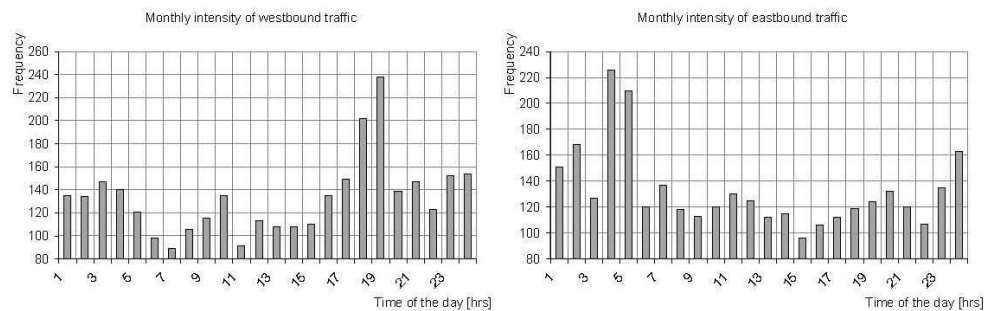 Monthly intensity of westbound traffic
Frequency
260
240
220
200
180
160
140
120
100
80
1 3 5 7 9 11 13 15 17 19 21 23
Time of the day [hrs]
Monthly intensity of eastbound traffic
Frequency
240
220
200
180
160
140
120
100
80
1 3 5 7 9 11 13 15 17 19 21 23
Time of the day [hrs]